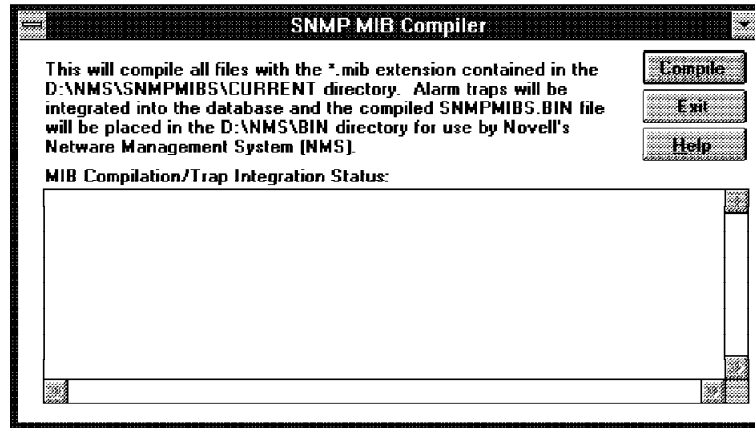 SNMP MIB Compiler
This will compile all files with the *.mib extension contained in the
D:\NMS\SNMPMIBS\CURRENT directory. Alarm traps will be
integrated into the database and the compiled SNMPMIBS.BIN file
will be placed in the D:\NMS\BIN directory for use by Novell's
Netware Management System (NMS).
Compile
Exit
Help
MIB Compilation/Trap Integration Status: